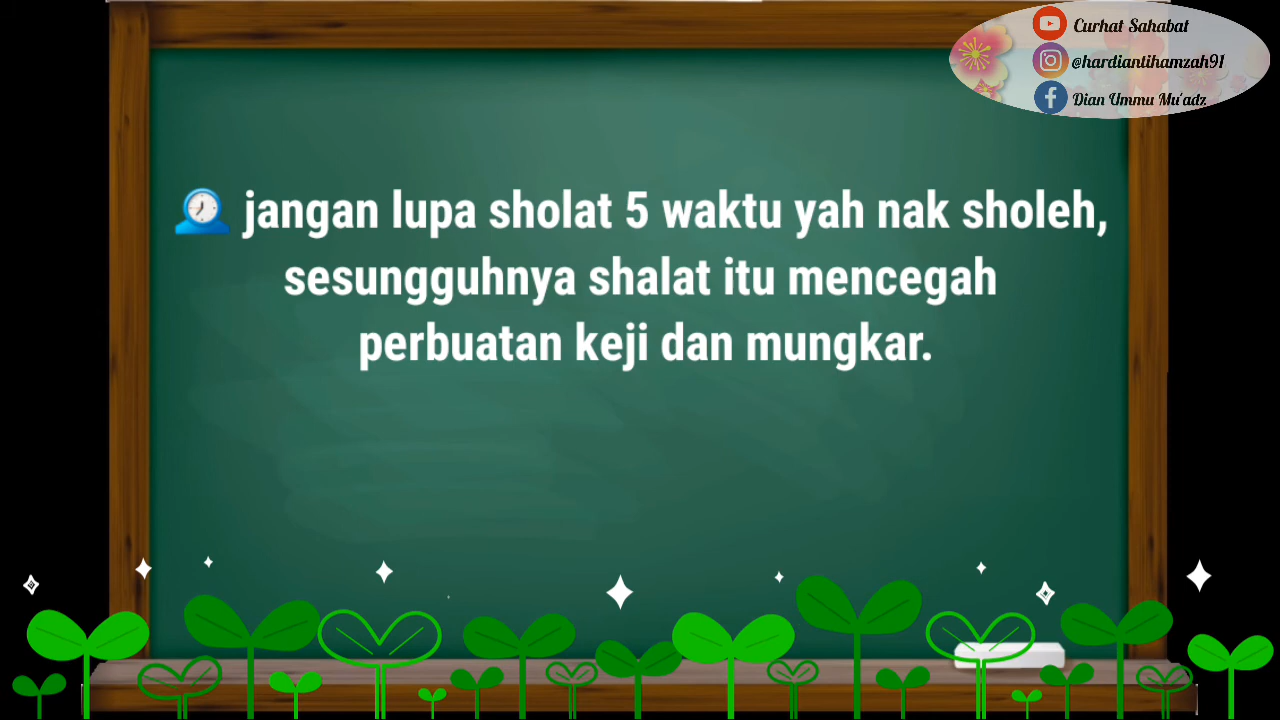 Curhat Sahabat
@hardiantihamzah91
Dian Ummu Mu'adz
🕰 jangan lupa sholat 5 waktu yah nak sholeh,
sesungguhnya shalat itu mencegah
perbuatan keji dan mungkar.